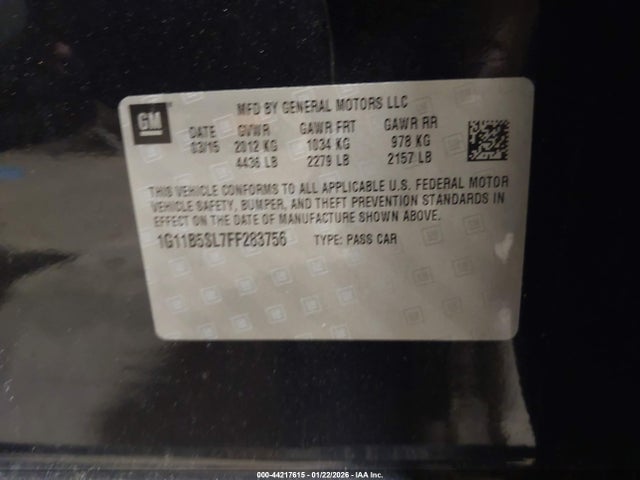 GM
MFD BY GENERAL MOTORS LLC
DATE GVWR GAWR FRT GAWR RR
03/15 2012 KG 1034 KG 978 KG
4436 LB 2279 LB 2157 LB
THIS VEHICLE CONFORMS TO ALL APPLICABLE U.S. FEDERAL MOTOR
VEHICLE SAFETY, BUMPER, AND THEFT PREVENTION STANDARDS IN
EFFECT ON THE DATE OF MANUFACTURE SHOWN ABOVE.
1G11B5SL7FF283756 TYPE: PASS CAR
000-44217615 - 01/22/2026 - IAA Inc.